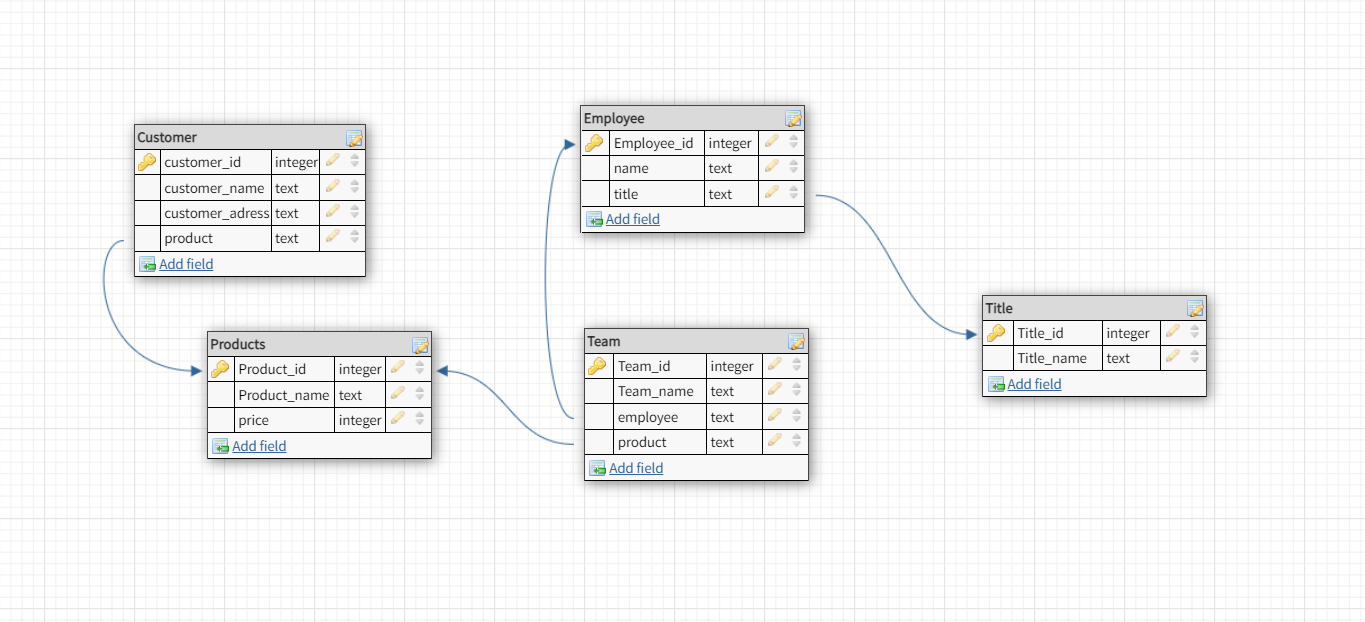 Customer
customer_id integer
customer_name text
customer_adress text
product text
Add field
Employee
Employee_id integer
name text
title text
Add field
Title
Title_id integer
Title_name text
Add field
Products
Product_id integer
Product_name text
price integer
Add field
Team
Team_id integer
Team_name text
employee text
product text
Add field